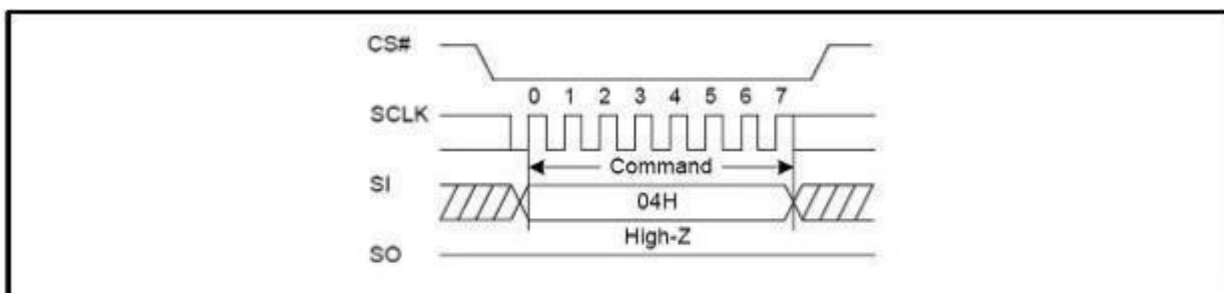 CS#
0 1 2 3 4 5 6 7
SCLK
Command
SI
04H
High-Z
SO